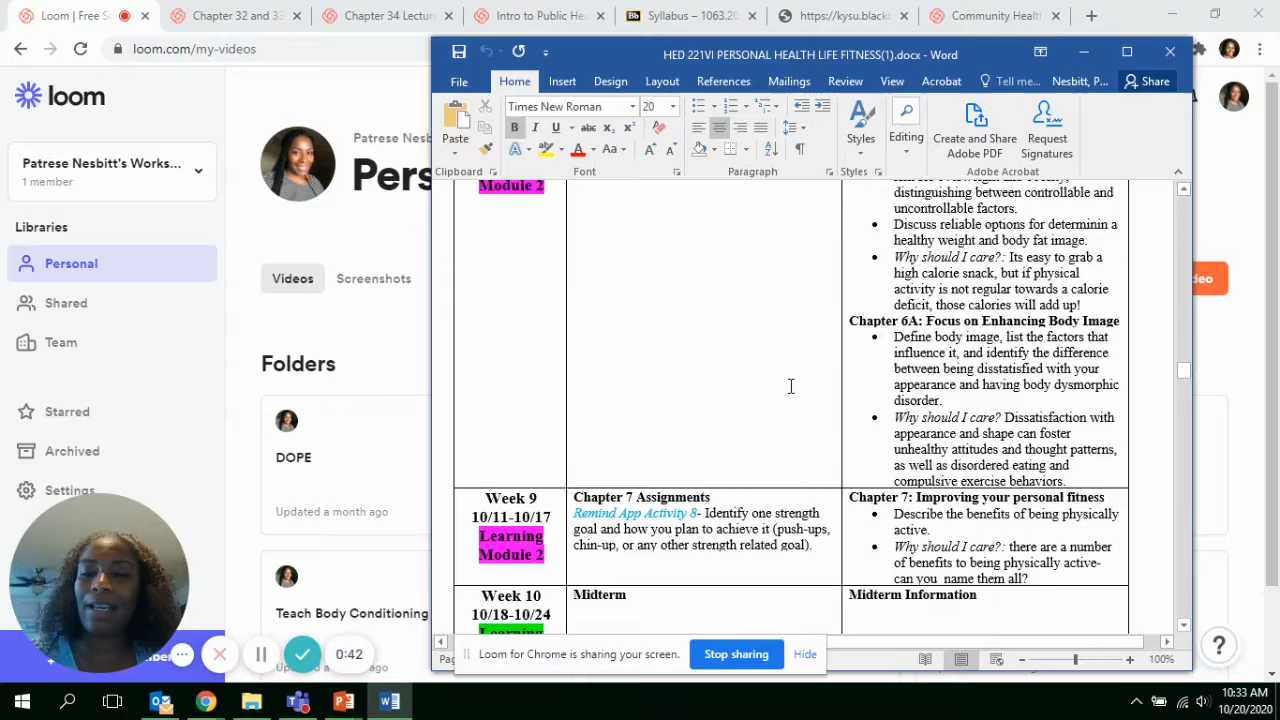 Loom | Free Sc
Chapter 32 and 33
Chapter 34 Lecture
Intro to Public Hea
Bb Syllabus – 1063.20
https://kysu.blackb
Community Health
loom.com/my-videos
loom
Patrese Nesbitt's Works...
1 member
Libraries
Personal
Shared
Team
Starred
Archived
Settings
Patrese Nesb
Pers
Videos
Screenshots
Folders
DOPE
Updated a month ago
Teach Body Conditioning
HED 221VI PERSONAL HEALTH LIFE FITNESS(1).docx - Word
File
Home
Insert
Design
Layout
References
Mailings
Review
View
Acrobat
Tell me...
Nesbitt, P...
Share
Times New Roman
20
Paste
Styles
Editing
Create and Share
Adobe PDF
Request
Signatures
Clipboard
Font
Paragraph
Styles
Adobe Acrobat
Module 2
distinguishing between controllable and
uncontrollable factors.
Discuss reliable options for determinin a
healthy weight and body fat image.
Why should I care?: Its easy to grab a
high calorie snack, but if physical
activity is not regular towards a calorie
deficit, those calories will add up!
Chapter 6A: Focus on Enhancing Body Image
Define body image, list the factors that
influence it, and identify the difference
between being disstatisfied with your
appearance and having body dysmorphic
disorder.
Why should I care? Dissatisfaction with
appearance and shape can foster
unhealthy attitudes and thought patterns,
as well as disordered eating and
compulsive exercise behaviors.
Week 9
10/11-10/17
Learning
Module 2
Chapter 7 Assignments
Remind App Activity 8- Identify one strength
goal and how you plan to achieve it (push-ups,
chin-up, or any other strength related goal).
Chapter 7: Improving your personal fitness
Describe the benefits of being physically
active.
Why should I care?: there are a number
of benefits to being physically active-
can you name them all?
Week 10
10/18-10/24
Learning
Midterm
Midterm Information
0:42
Loom for Chrome is sharing your screen.
Stop sharing
Hide
100%
10:33 AM
10/20/2020